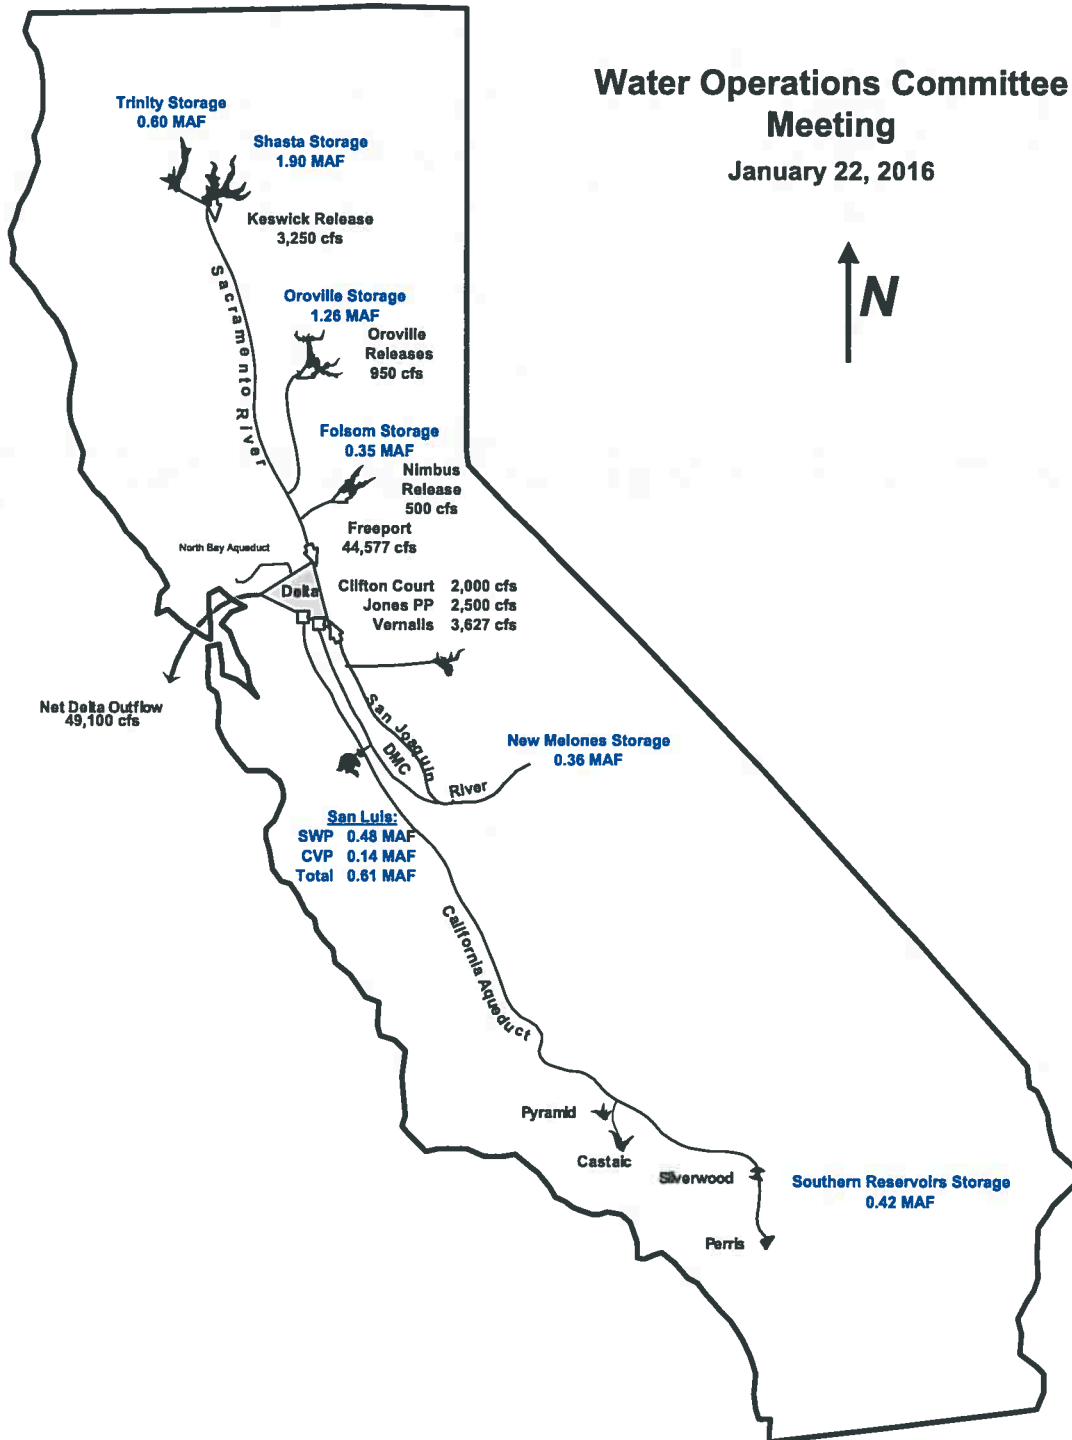 Water Operations Committee
Meeting
January 22, 2016
N
Trinity Storage
0.60 MAF
Shasta Storage
1.90 MAF
Keswick Release
3,250 cfs
Sacramento River
Oroville Storage
1.26 MAF
Oroville
Releases
950 cfs
Folsom Storage
0.35 MAF
Nimbus
Release
500 cfs
Freeport
44,577 cfs
North Bay Aqueduct
Delta
Clifton Court 2,000 cfs
Jones PP 2,500 cfs
Vernalis 3,627 cfs
Net Delta Outflow
49,100 cfs
San Joaquin
River
DMC
New Melones Storage
0.36 MAF
San Luis:
SWP 0.48 MAF
CVP 0.14 MAF
Total 0.61 MAF
California Aqueduct
Pyramid
Castaic
Silverwood
Southern Reservoirs Storage
0.42 MAF
Perris